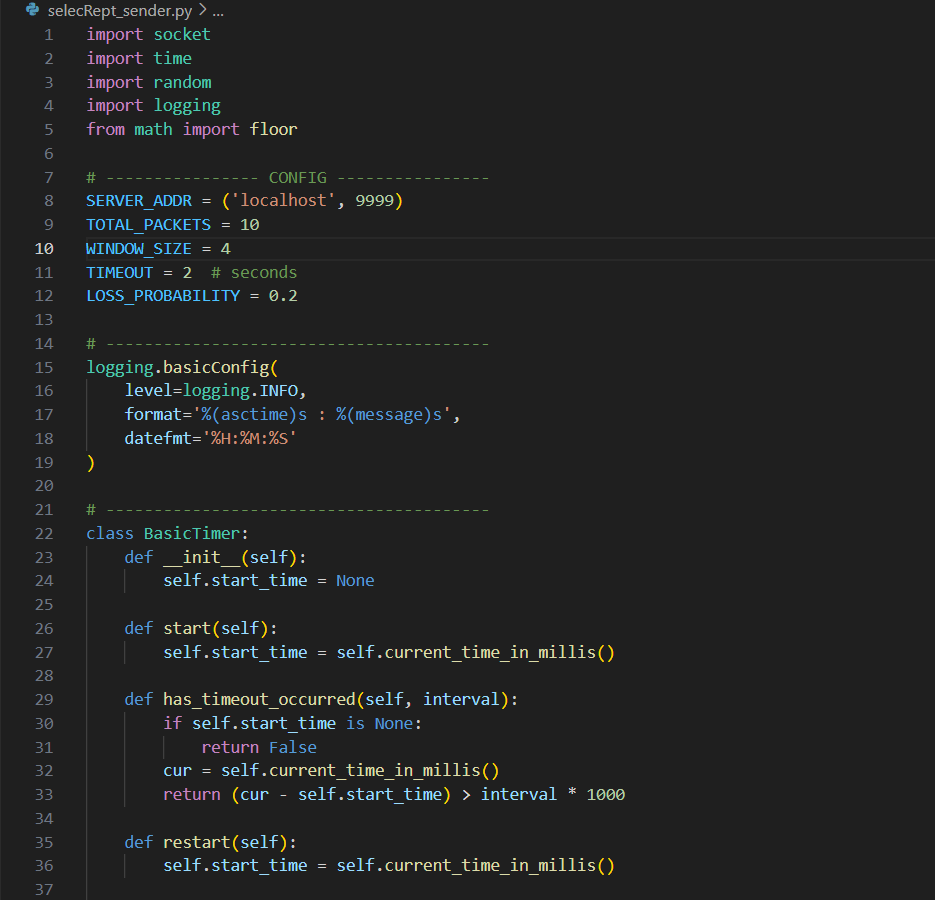 selecRept_sender.py > ...
1 import socket
2 import time
3 import random
4 import logging
5 from math import floor
6
7 # ---------------- CONFIG ----------------
8 SERVER_ADDR = ('localhost', 9999)
9 TOTAL_PACKETS = 10
10 WINDOW_SIZE = 4
11 TIMEOUT = 2  # seconds
12 LOSS_PROBABILITY = 0.2
13
14 # ----------------------------------------
15 logging.basicConfig(
16     level=logging.INFO,
17     format='%(asctime)s : %(message)s',
18     datefmt='%H:%M:%S'
19 )
20
21 # ----------------------------------------
22 class BasicTimer:
23     def __init__(self):
24         self.start_time = None
25
26     def start(self):
27         self.start_time = self.current_time_in_millis()
28
29     def has_timeout_occurred(self, interval):
30         if self.start_time is None:
31             return False
32         cur = self.current_time_in_millis()
33         return (cur - self.start_time) > interval * 1000
34
35     def restart(self):
36         self.start_time = self.current_time_in_millis()
37